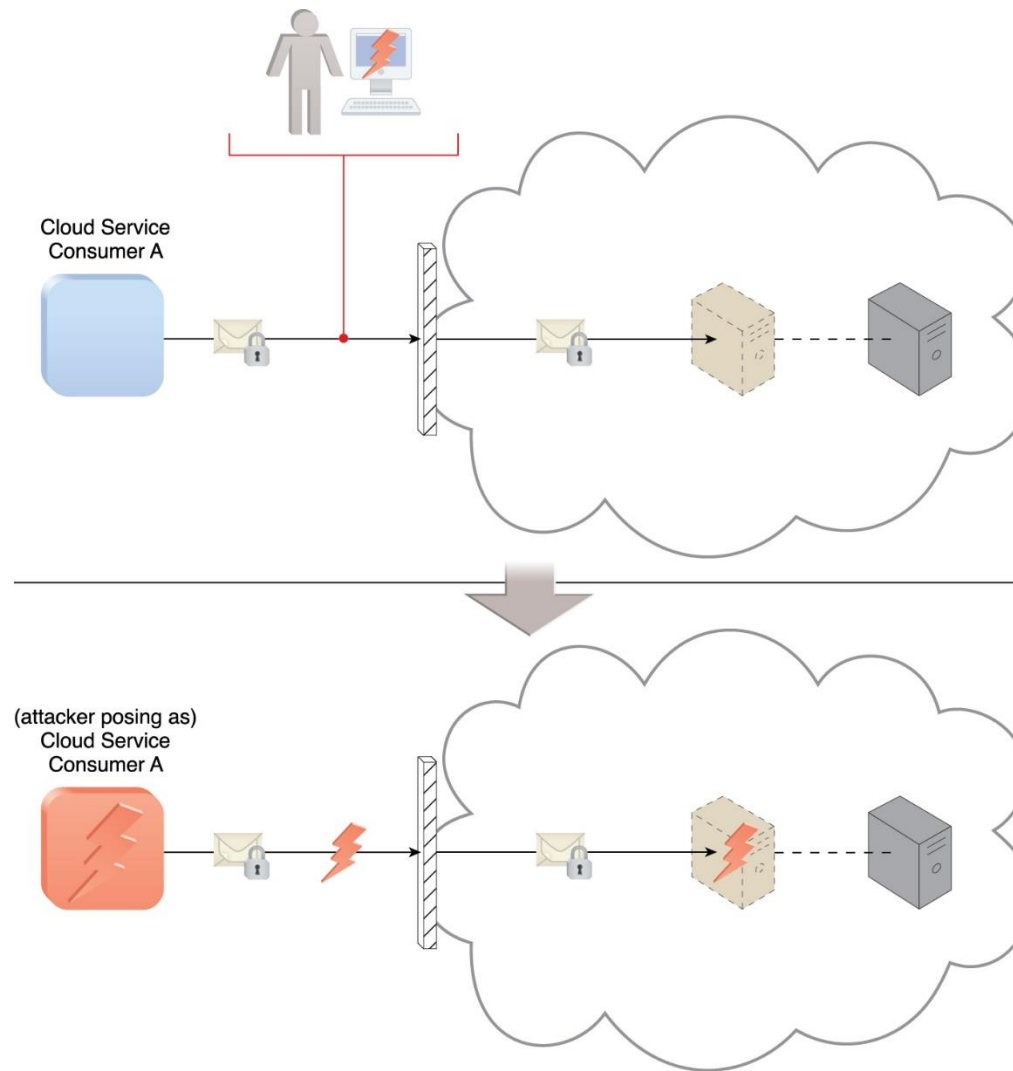 Cloud Service
Consumer A
(attacker posing as)
Cloud Service
Consumer A